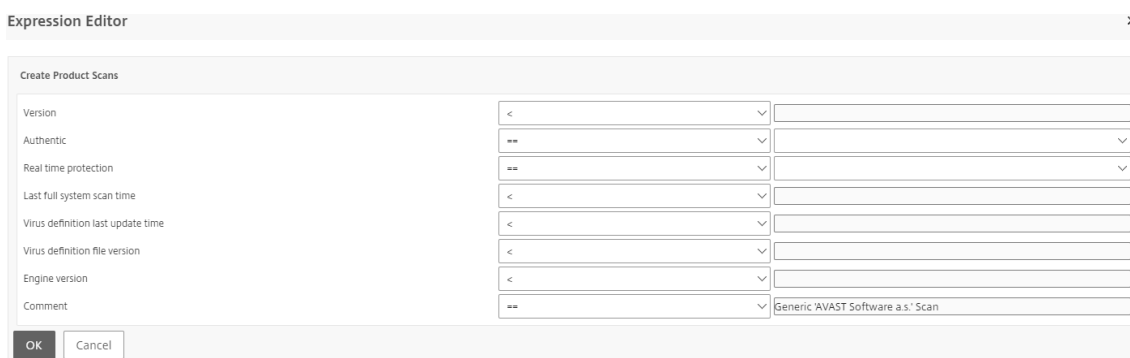 Expression Editor
Create Product Scans
Version <
Authentic ==
Real time protection ==
Last full system scan time <
Virus definition last update time <
Virus definition file version <
Engine version <
Comment == Generic 'AVAST Software a.s.' Scan
OK Cancel